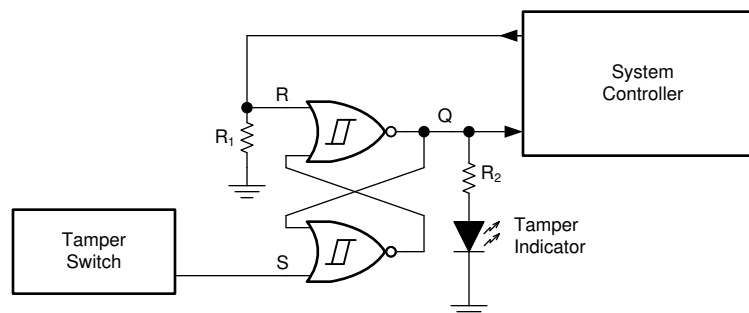 System
Controller
R
Q
R1
R2
Tamper
Switch
Tamper
Indicator
S